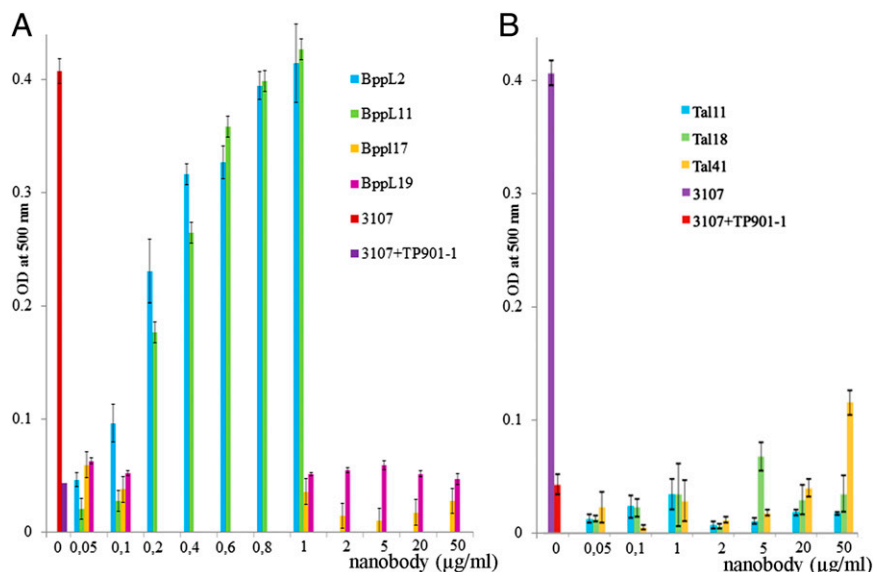 A
0.4
0.3
0.2
0.1
0
OD at 500 nm
BppL2
BppL11
Bppl17
BppL19
3107
3107+TP901-1
0 0,05 0,1 0,2 0,4 0,6 0,8 1 2 5 20 50
nanobody (µg/ml)
B
0.4
0.3
0.2
0.1
0
OD at 500 nm
Tal11
Tal18
Tal41
3107
3107+TP901-1
0 0,05 0,1 1 2 5 20 50
nanobody (µg/ml)